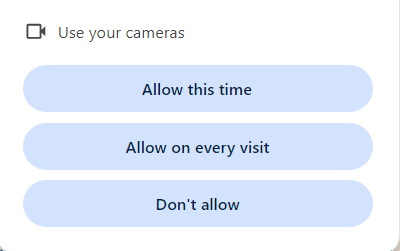 Use your cameras
Allow this time
Allow on every visit
Don't allow